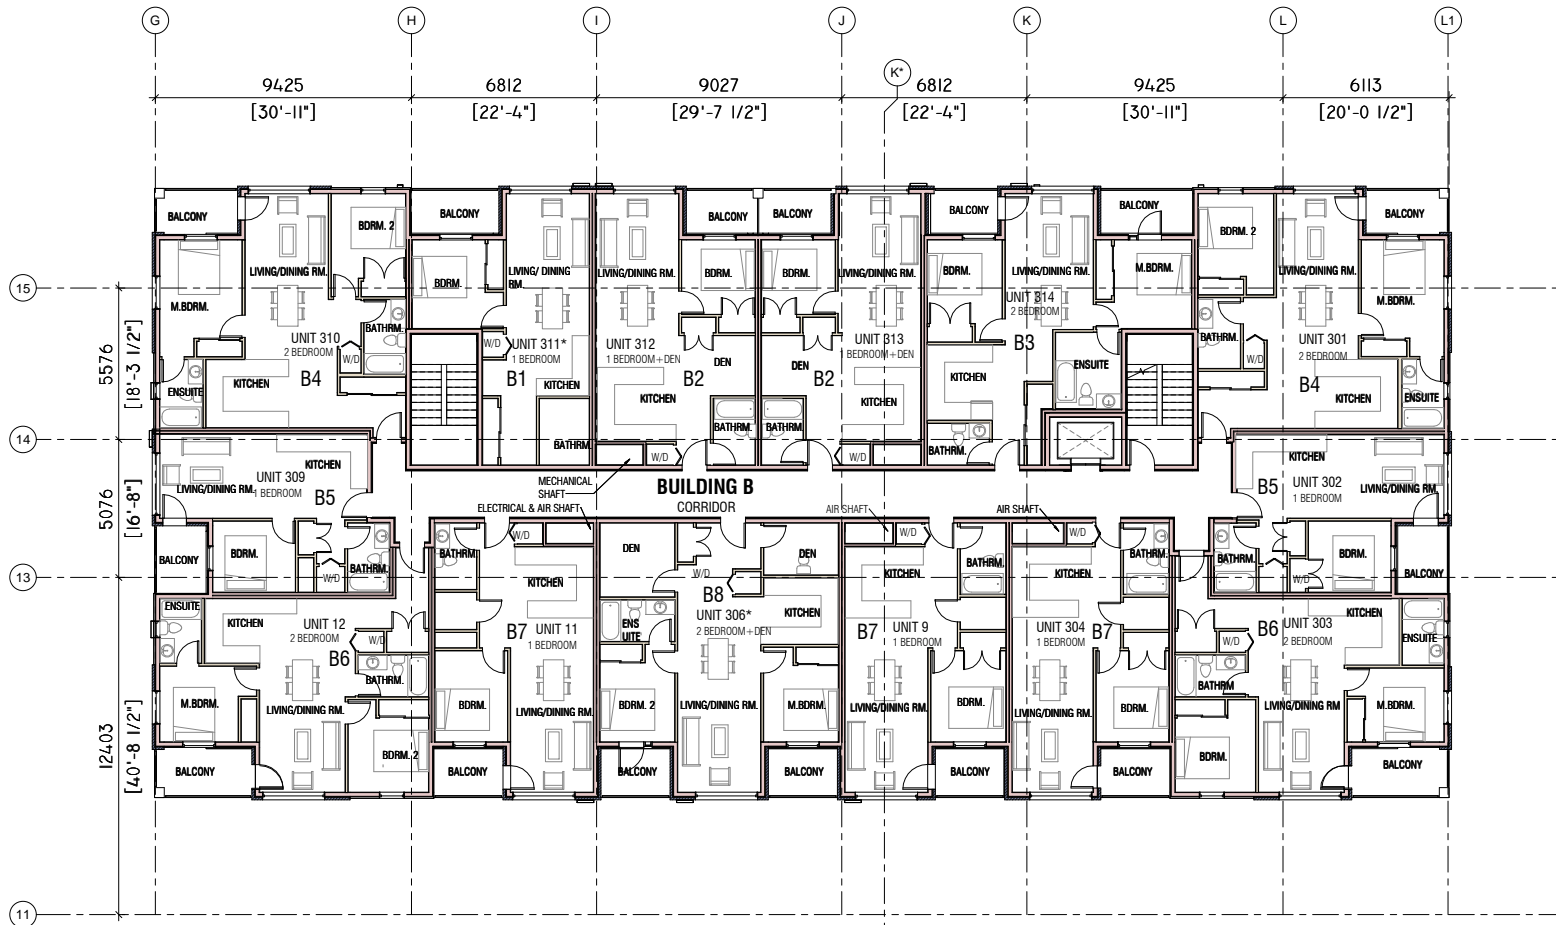 G
H
I
J
K
L
L1
K*
9425
6812
9027
6812
9425
6113
[30'-11"]
[22'-4"]
[29'-7 1/2"]
[22'-4"]
[30'-11"]
[20'-0 1/2"]
BALCONY
BDRM. 2
LIVING/DINING RM.
M.BDRM.
UNIT 310
2 BEDROOM
B4
BATHRM.
W/D
KITCHEN
ENSUITE
BALCONY
BDRM.
LIVING/ DINING
RM.
W/D
UNIT 311*
1 BEDROOM
B1
KITCHEN
BATHRM.
LIVING/DINING RM.
BALCONY
BDRM.
UNIT 312
1 BEDROOM+DEN
DEN
B2
KITCHEN
BATHRM.
W/D
BALCONY
BDRM.
LIVING/DINING RM.
UNIT 313
1 BEDROOM+DEN
DEN
B2
KITCHEN
BATHRM.
W/D
BALCONY
BDRM.
LIVING/DINING RM.
BALCONY
M.BDRM.
UNIT 314
2 BEDROOM
B3
KITCHEN
ENSUITE
BATHRM.
BDRM. 2
BALCONY
LIVING/DINING RM.
M.BDRM.
BATHRM.
W/D
UNIT 301
2 BEDROOM
B4
KITCHEN
ENSUITE
15
5576
[18'-3 1/2"]
14
5076
[16'-8"]
13
12403
[40'-8 1/2"]
11
KITCHEN
UNIT 309
1 BEDROOM
LIVING/DINING RM.
B5
BALCONY
BDRM.
W/D
BATHRM.
MECHANICAL
SHAFT
ELECTRICAL & AIR SHAFT
BUILDING B
CORRIDOR
AIR SHAFT
AIR SHAFT
KITCHEN
UNIT 302
1 BEDROOM
B5
LIVING/DINING RM.
BATHRM.
W/D
BDRM.
BALCONY
ENSUITE
KITCHEN
UNIT 12
2 BEDROOM
W/D
B6
BATHRM.
M.BDRM.
LIVING/DINING RM.
BDRM. 2
BALCONY
W/D
BATHRM.
KITCHEN
B7
UNIT 11
1 BEDROOM
BDRM.
LIVING/DINING RM.
BALCONY
DEN
DEN
W/D
B8
UNIT 306*
2 BEDROOM+DEN
KITCHEN
ENS
UITE
BDRM. 2
M.BDRM.
LIVING/DINING RM.
BALCONY
BALCONY
W/D
KITCHEN
BATHRM.
B7
UNIT 9
1 BEDROOM
BDRM.
LIVING/DINING RM.
BALCONY
W/D
KITCHEN
BATHRM.
UNIT 304
1 BEDROOM
B7
BDRM.
LIVING/DINING RM.
BALCONY
W/D
B6
UNIT 303
2 BEDROOM
KITCHEN
ENSUITE
BATHRM
M.BDRM.
LIVING/DINING RM
BDRM.
BALCONY